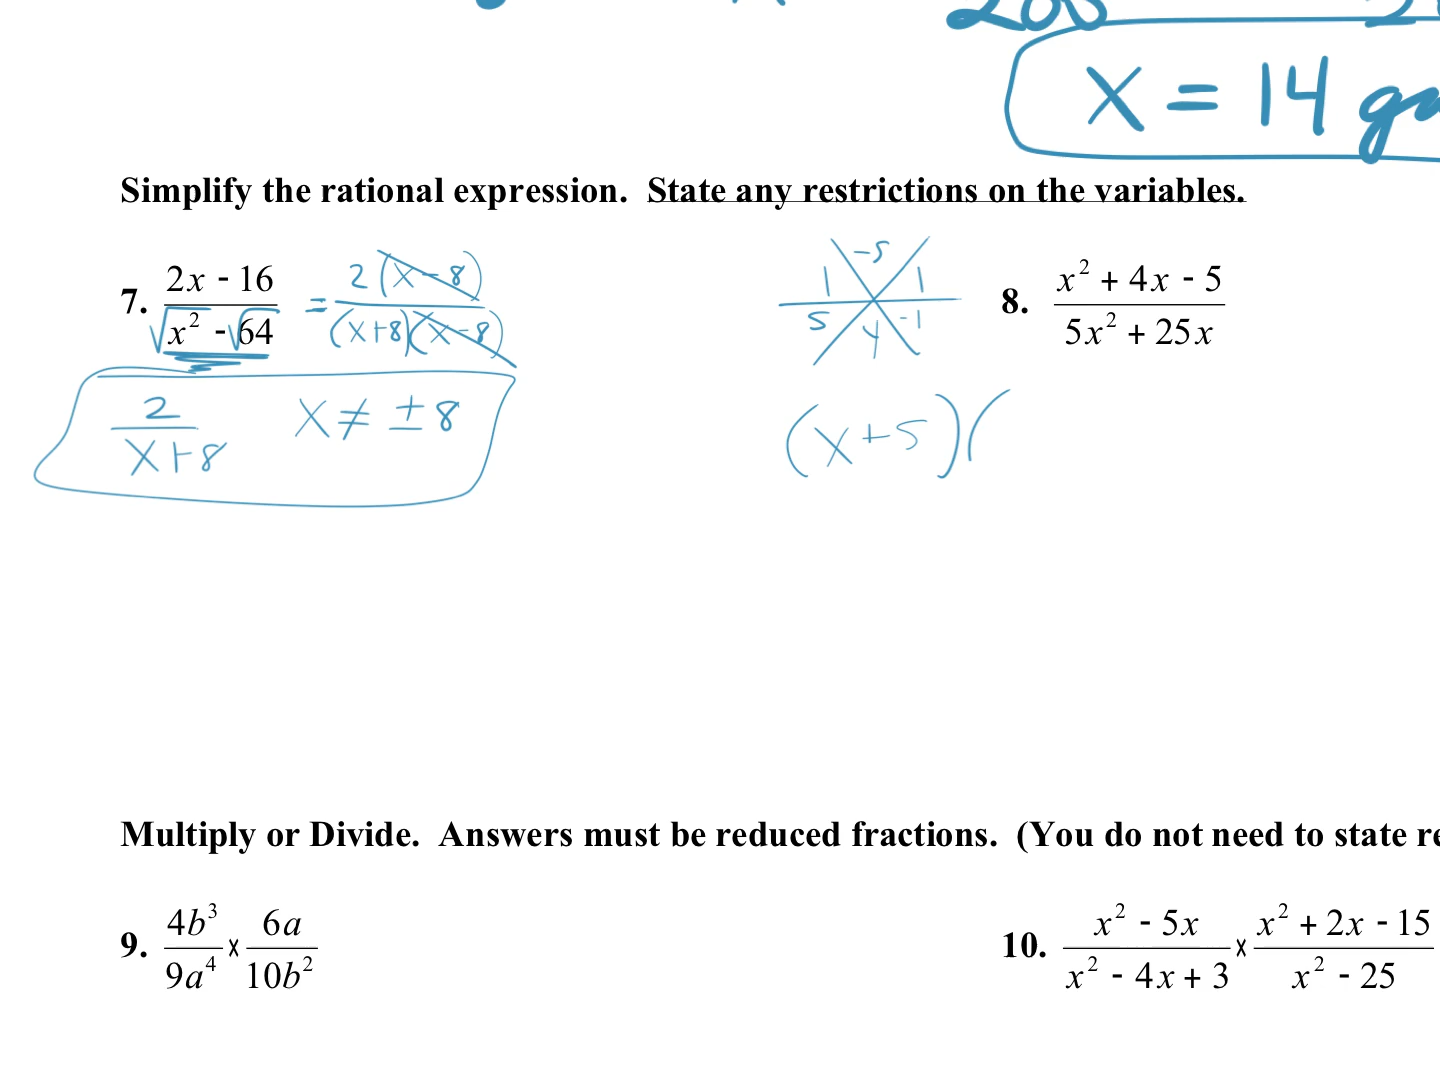 x = 14
Simplify the rational expression. State any restrictions on the variables.
7. (2x - 16)/(√x² - √64) = 2(x-8)/((x+8)(x-8))
2/(x+8) x ≠ ±8
-5
1 1
5 4 -1
(x+5)(
8. (x² + 4x - 5)/(5x² + 25x)
Multiply or Divide. Answers must be reduced fractions. (You do not need to state
9. 4b³/9a⁴ × 6a/10b²
10. (x² - 5x)/(x² - 4x + 3) × (x² + 2x - 15)/(x² - 25)